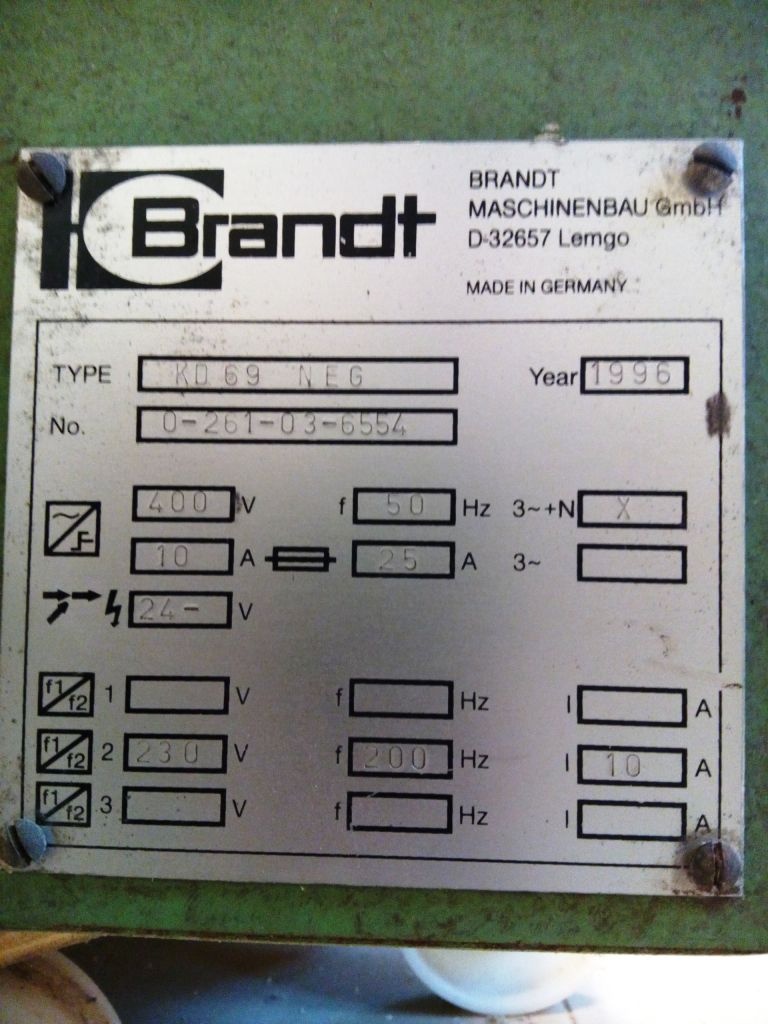 Brandt
BRANDT
MASCHINENBAU GmbH
D-32657 Lemgo
MADE IN GERMANY
TYPE KD 69 NEG Year 1996
No. 0-261-03-6554
400 V f 50 Hz 3~+N X
10 A 25 A 3~
24- V
f1/f2 1 V f Hz I A
f1/f2 2 230 V f 200 Hz I 10 A
f1/f2 3 V f Hz I A